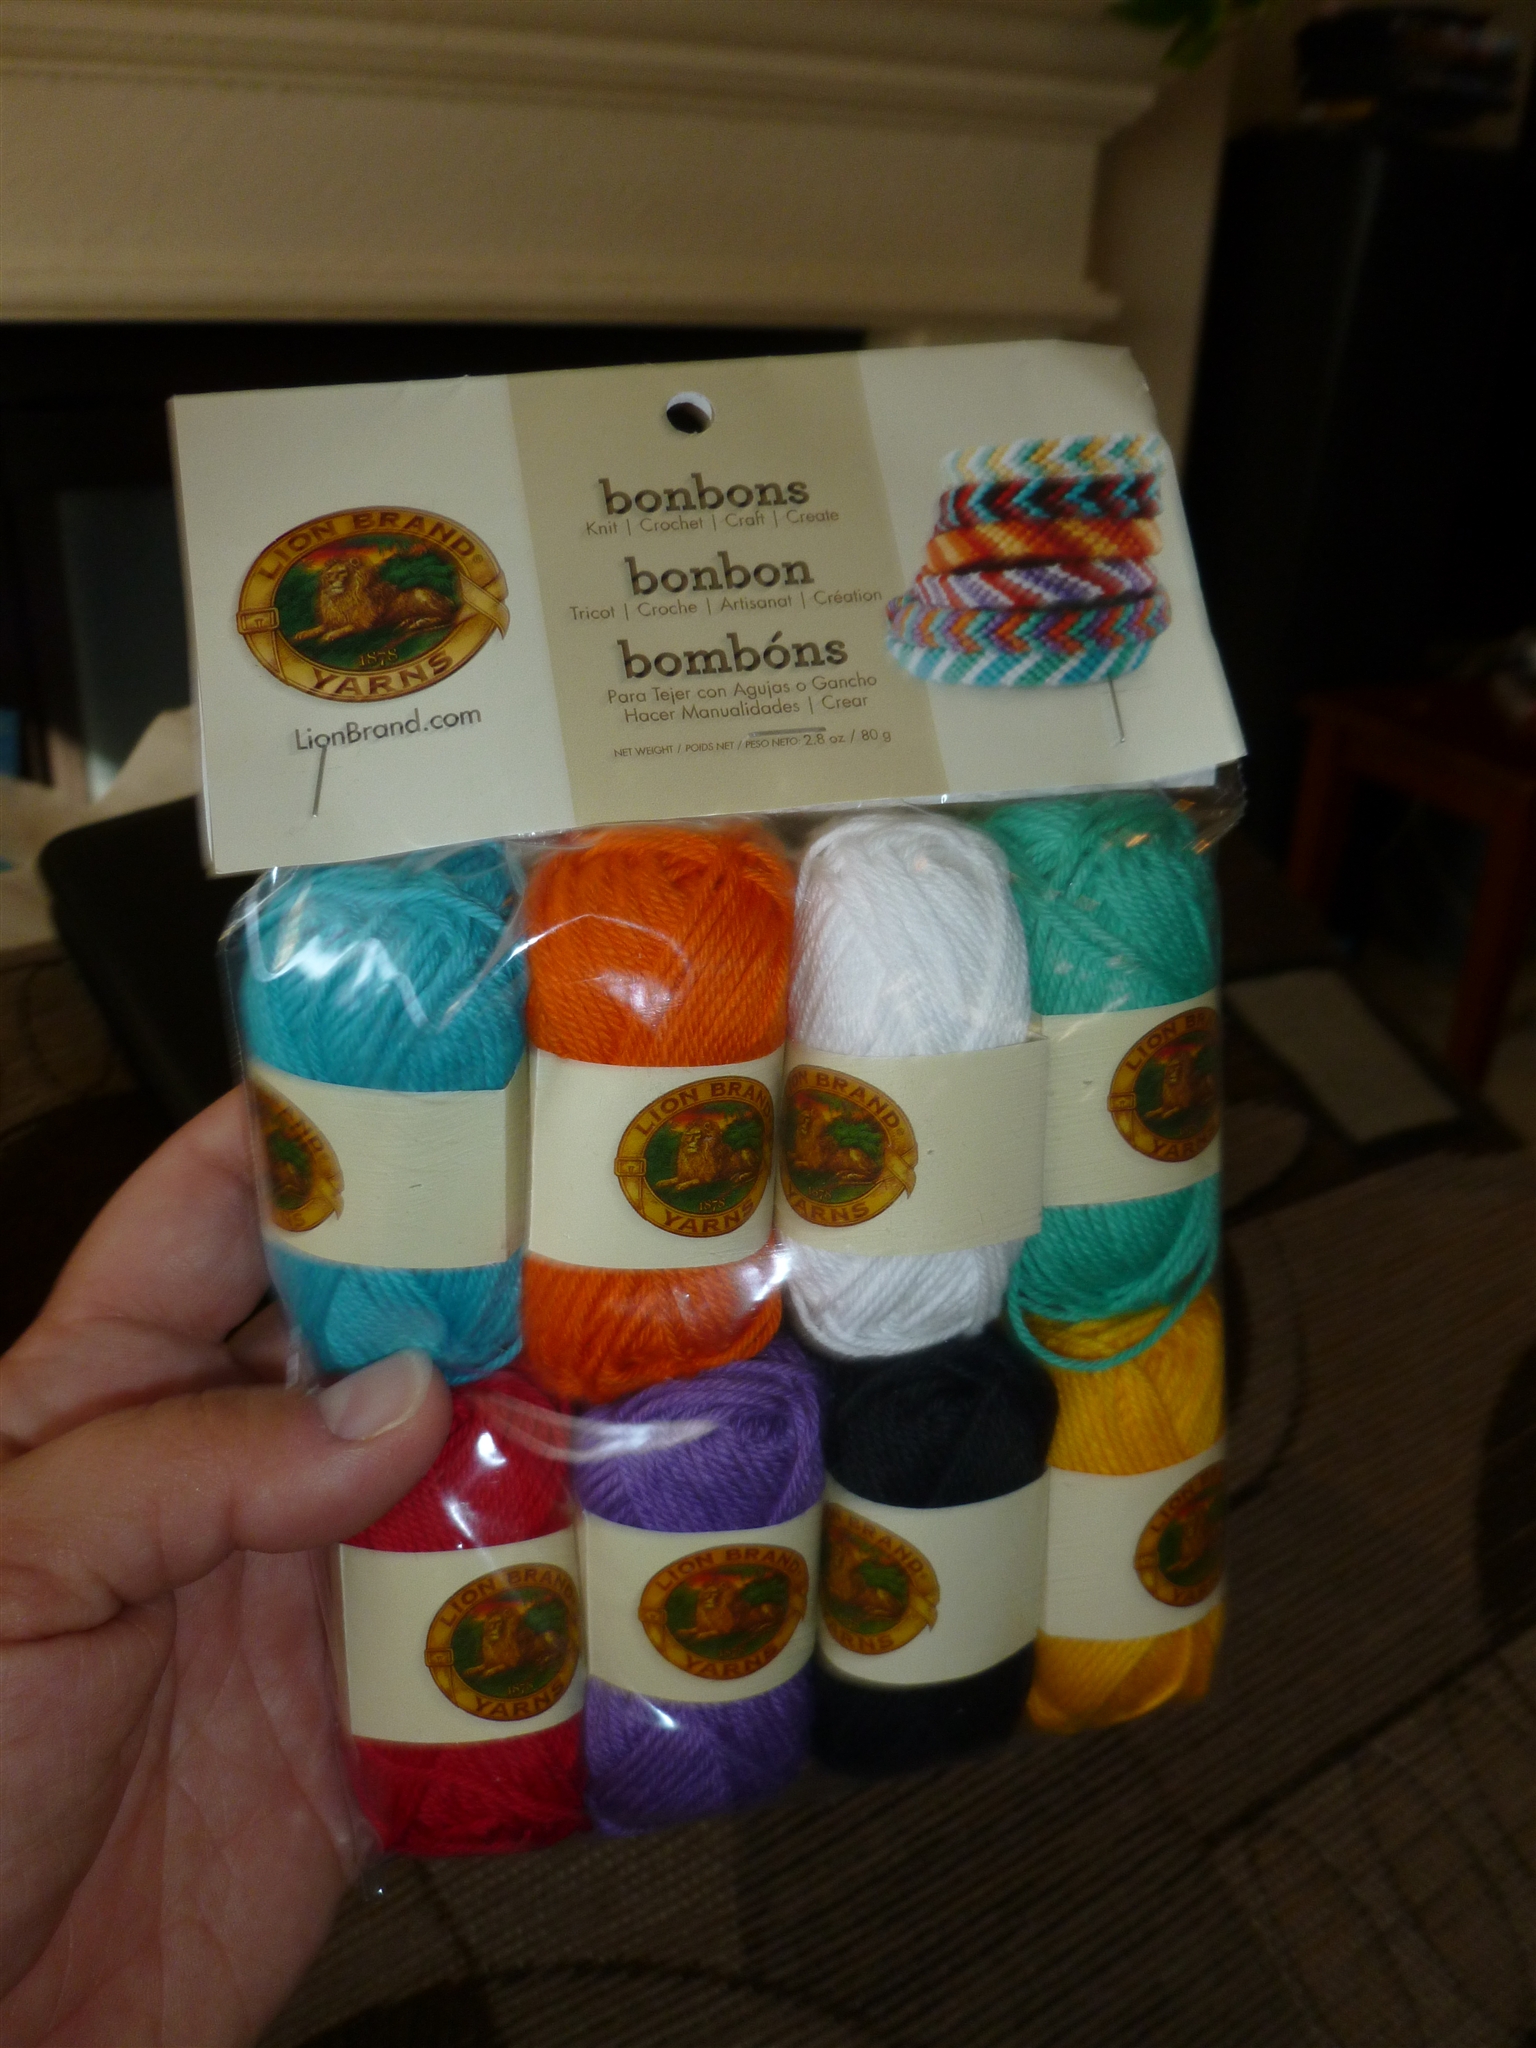 LION BRAND®
1878
YARNS
LionBrand.com
bonbons
Knit | Crochet | Craft | Create
bonbon
Tricot | Croche | Artisanat | Création
bombóns
Para Tejer con Agujas o Gancho
Hacer Manualidades | Crear
NET WEIGHT / POIDS NET / PESO NETO: 2.8 oz / 80 g
LION BRAND
1878
YARNS
LION BRAND
YARNS
LION
YARNS
LION BRAND
1878
YARNS
LION BRAND
YARNS
BRAND
YARNS